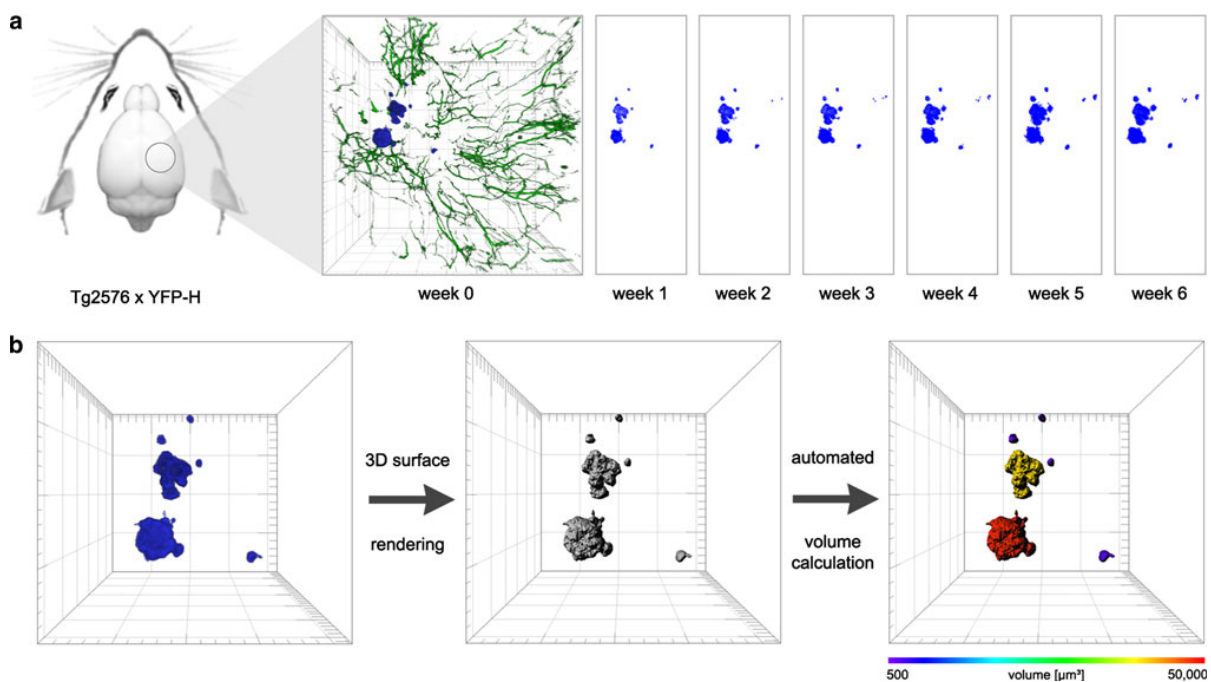 a
Tg2576 x YFP-H
week 0
week 1
week 2
week 3
week 4
week 5
week 6
b
3D surface
rendering
automated
volume
calculation
500
volume [µm³]
50,000